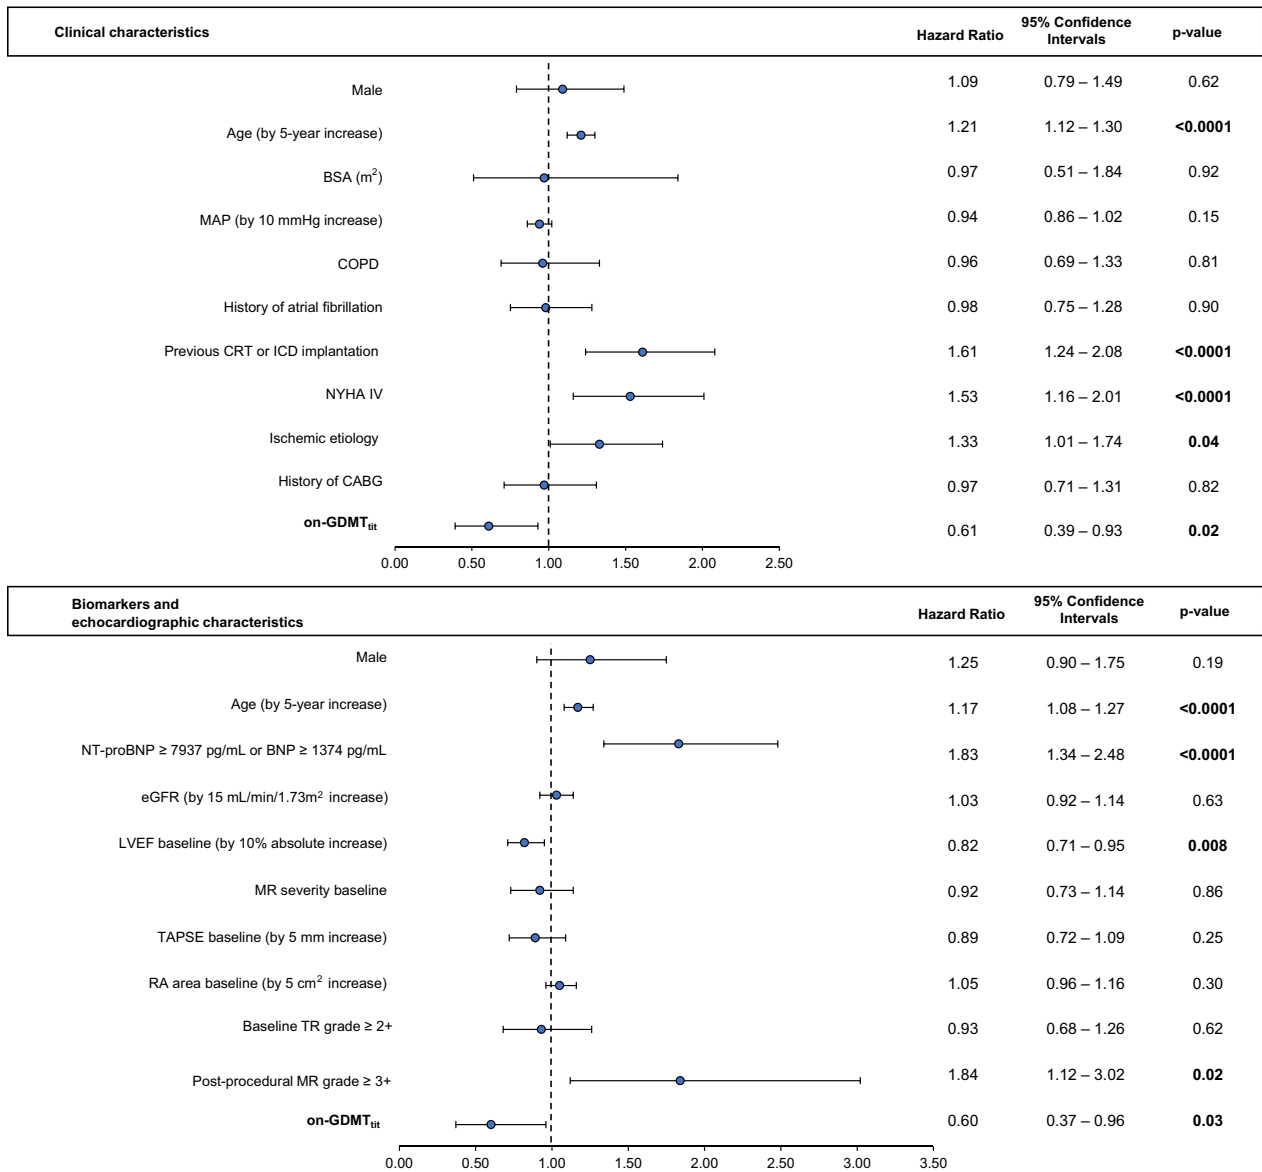 Clinical characteristics Hazard Ratio 95% Confidence Intervals p-value
Male 1.09 0.79 – 1.49 0.62
Age (by 5-year increase) 1.21 1.12 – 1.30 <0.0001
BSA (m²) 0.97 0.51 – 1.84 0.92
MAP (by 10 mmHg increase) 0.94 0.86 – 1.02 0.15
COPD 0.96 0.69 – 1.33 0.81
History of atrial fibrillation 0.98 0.75 – 1.28 0.90
Previous CRT or ICD implantation 1.61 1.24 – 2.08 <0.0001
NYHA IV 1.53 1.16 – 2.01 <0.0001
Ischemic etiology 1.33 1.01 – 1.74 0.04
History of CABG 0.97 0.71 – 1.31 0.82
on-GDMTtit 0.61 0.39 – 0.93 0.02
0.00 0.50 1.00 1.50 2.00 2.50
Biomarkers and
echocardiographic characteristics Hazard Ratio 95% Confidence Intervals p-value
Male 1.25 0.90 – 1.75 0.19
Age (by 5-year increase) 1.17 1.08 – 1.27 <0.0001
NT-proBNP ≥ 7937 pg/mL or BNP ≥ 1374 pg/mL 1.83 1.34 – 2.48 <0.0001
eGFR (by 15 mL/min/1.73m² increase) 1.03 0.92 – 1.14 0.63
LVEF baseline (by 10% absolute increase) 0.82 0.71 – 0.95 0.008
MR severity baseline 0.92 0.73 – 1.14 0.86
TAPSE baseline (by 5 mm increase) 0.89 0.72 – 1.09 0.25
RA area baseline (by 5 cm² increase) 1.05 0.96 – 1.16 0.30
Baseline TR grade ≥ 2+ 0.93 0.68 – 1.26 0.62
Post-procedural MR grade ≥ 3+ 1.84 1.12 – 3.02 0.02
on-GDMTtit 0.60 0.37 – 0.96 0.03
0.00 0.50 1.00 1.50 2.00 2.50 3.00 3.50